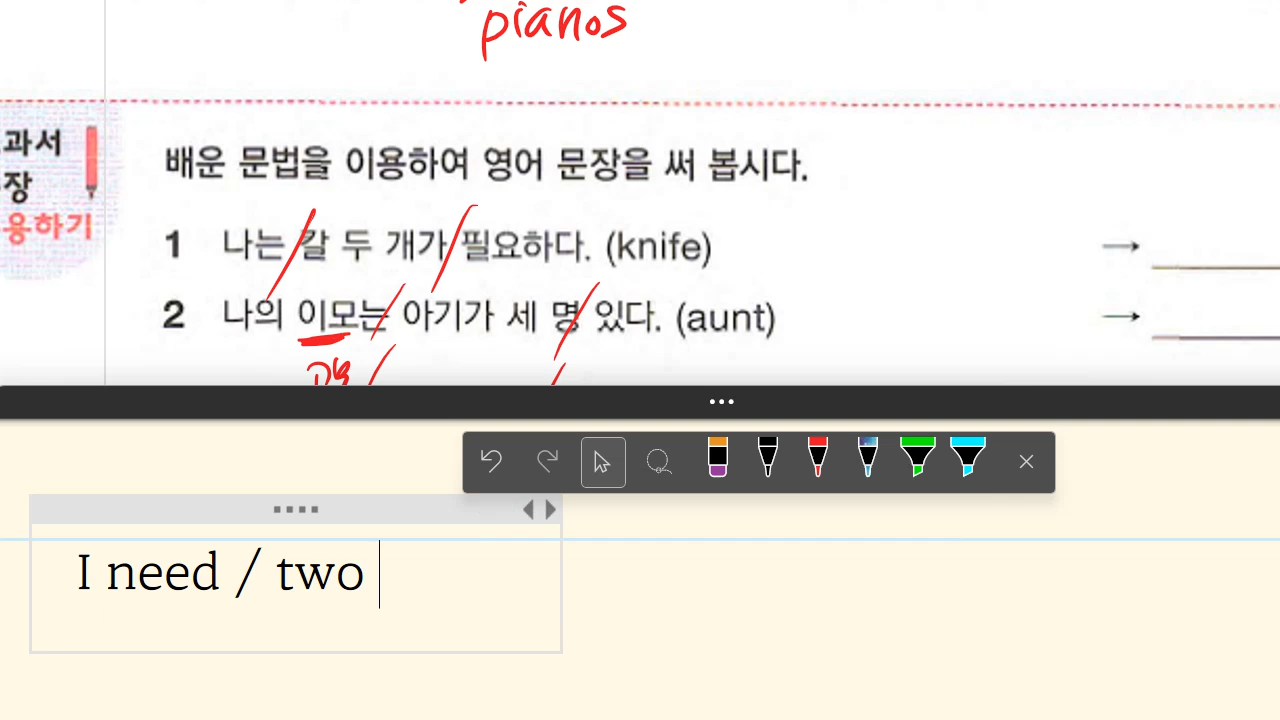 pianos
과서
장
용하기
배운 문법을 이용하여 영어 문장을 써 봅시다.
1 나는 칼 두 개가 필요하다. (knife) →
2 나의 이모는 아기가 세 명 있다. (aunt) →
I need / two